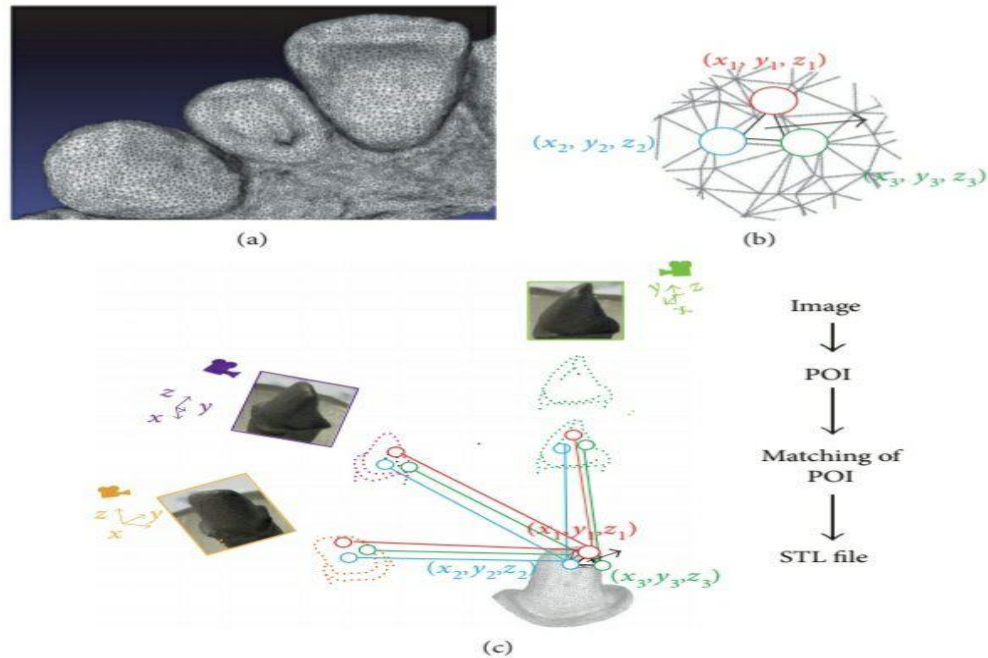 (x₁, y₁, z₁)
(x₂, y₂, z₂)
(x₃, y₃, z₃)
(a)
(b)
y z
x
Image
z
x y
POI
Matching of
POI
z y
x
(x₁, y₁, z₁)
(x₂, y₂, z₂)
(x₃, y₃, z₃)
STL file
(c)